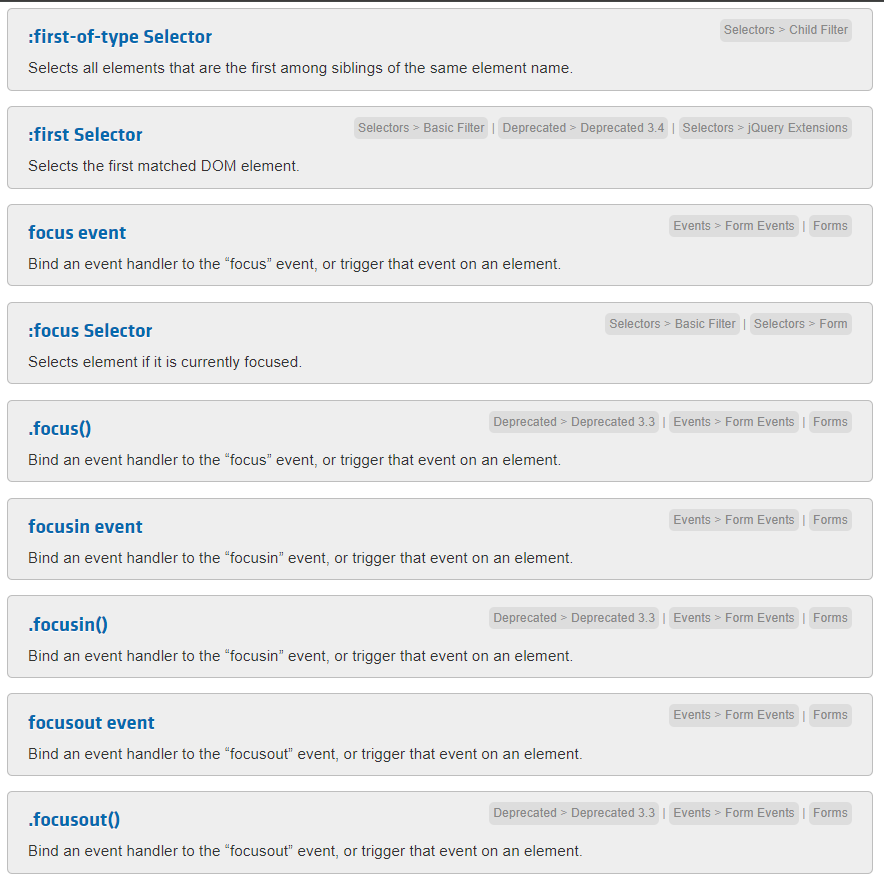 :first-of-type Selector
Selectors > Child Filter
Selects all elements that are the first among siblings of the same element name.
:first Selector
Selectors > Basic Filter | Deprecated > Deprecated 3.4 | Selectors > jQuery Extensions
Selects the first matched DOM element.
focus event
Events > Form Events | Forms
Bind an event handler to the “focus” event, or trigger that event on an element.
:focus Selector
Selectors > Basic Filter | Selectors > Form
Selects element if it is currently focused.
.focus()
Deprecated > Deprecated 3.3 | Events > Form Events | Forms
Bind an event handler to the “focus” event, or trigger that event on an element.
focusin event
Events > Form Events | Forms
Bind an event handler to the “focusin” event, or trigger that event on an element.
.focusin()
Deprecated > Deprecated 3.3 | Events > Form Events | Forms
Bind an event handler to the “focusin” event, or trigger that event on an element.
focusout event
Events > Form Events | Forms
Bind an event handler to the “focusout” event, or trigger that event on an element.
.focusout()
Deprecated > Deprecated 3.3 | Events > Form Events | Forms
Bind an event handler to the “focusout” event, or trigger that event on an element.